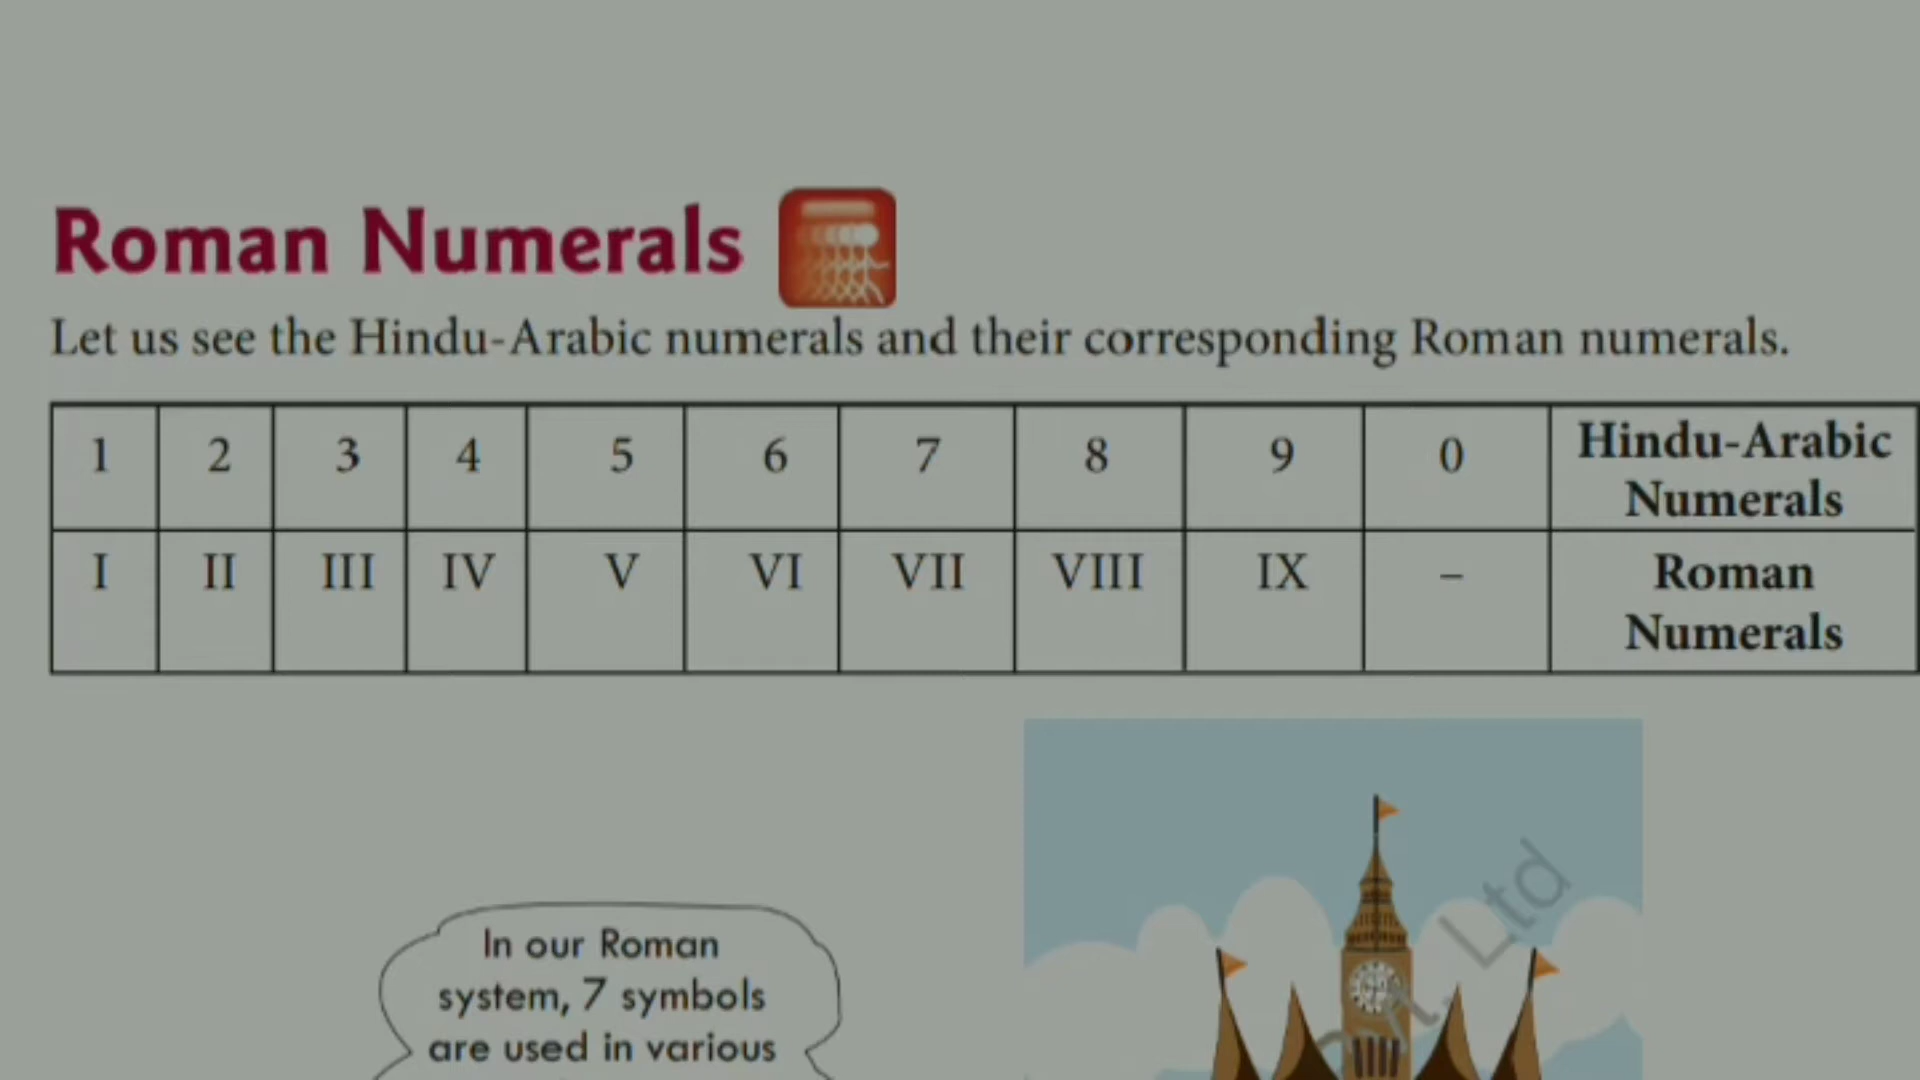 Roman Numerals
Let us see the Hindu-Arabic numerals and their corresponding Roman numerals.
1 2 3 4 5 6 7 8 9 0 Hindu-Arabic Numerals
I II III IV V VI VII VIII IX – Roman Numerals
In our Roman
system, 7 symbols
are used in various
Ltd